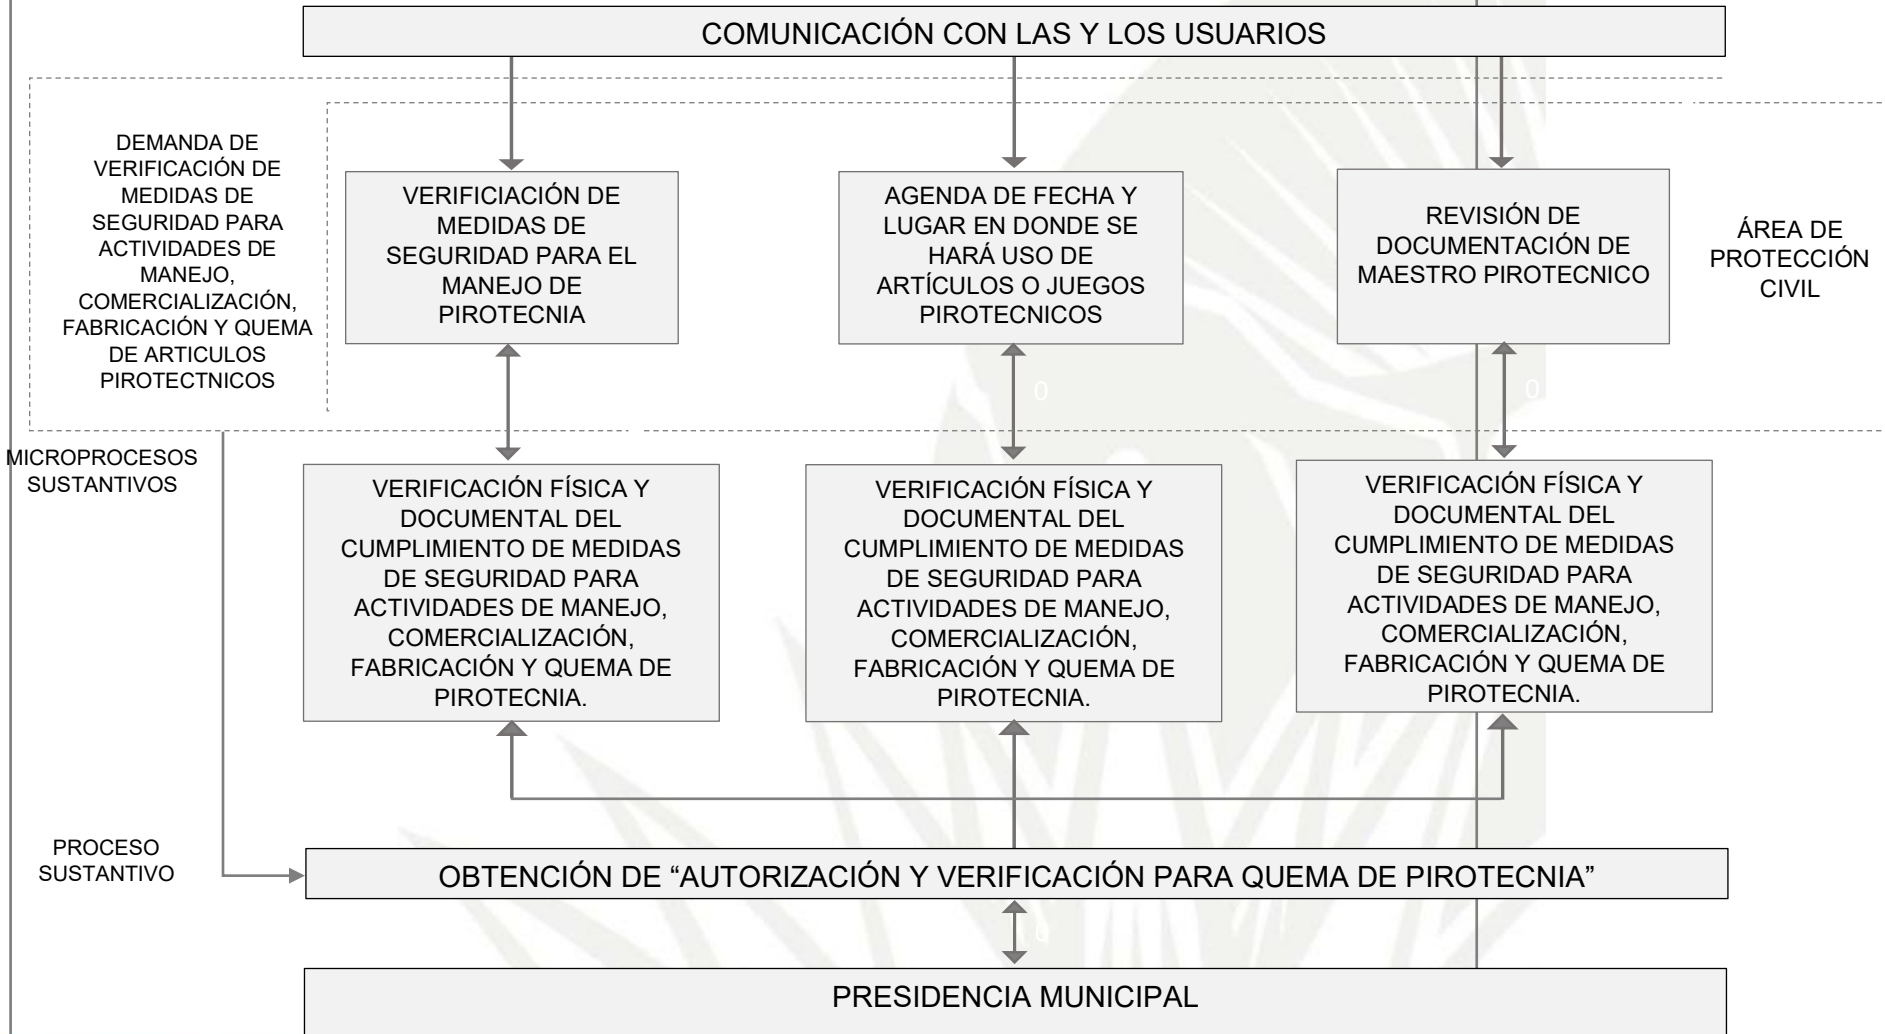 COMUNICACIÓN CON LAS Y LOS USUARIOS
DEMANDA DE
VERIFICACIÓN DE
MEDIDAS DE
SEGURIDAD PARA
ACTIVIDADES DE
MANEJO,
COMERCIALIZACIÓN,
FABRICACIÓN Y QUEMA
DE ARTICULOS
PIROTECTNICOS
VERIFICIACIÓN DE
MEDIDAS DE
SEGURIDAD PARA EL
MANEJO DE
PIROTECNIA
AGENDA DE FECHA Y
LUGAR EN DONDE SE
HARÁ USO DE
ARTÍCULOS O JUEGOS
PIROTECNICOS
REVISIÓN DE
DOCUMENTACIÓN DE
MAESTRO PIROTECNICO
ÁREA DE
PROTECCIÓN
CIVIL
0
0
MICROPROCESOS
SUSTANTIVOS
VERIFICACIÓN FÍSICA Y
DOCUMENTAL DEL
CUMPLIMIENTO DE MEDIDAS
DE SEGURIDAD PARA
ACTIVIDADES DE MANEJO,
COMERCIALIZACIÓN,
FABRICACIÓN Y QUEMA DE
PIROTECNIA.
VERIFICACIÓN FÍSICA Y
DOCUMENTAL DEL
CUMPLIMIENTO DE MEDIDAS
DE SEGURIDAD PARA
ACTIVIDADES DE MANEJO,
COMERCIALIZACIÓN,
FABRICACIÓN Y QUEMA DE
PIROTECNIA.
VERIFICACIÓN FÍSICA Y
DOCUMENTAL DEL
CUMPLIMIENTO DE MEDIDAS
DE SEGURIDAD PARA
ACTIVIDADES DE MANEJO,
COMERCIALIZACIÓN,
FABRICACIÓN Y QUEMA DE
PIROTECNIA.
PROCESO
SUSTANTIVO
OBTENCIÓN DE “AUTORIZACIÓN Y VERIFICACIÓN PARA QUEMA DE PIROTECNIA”
0
PRESIDENCIA MUNICIPAL